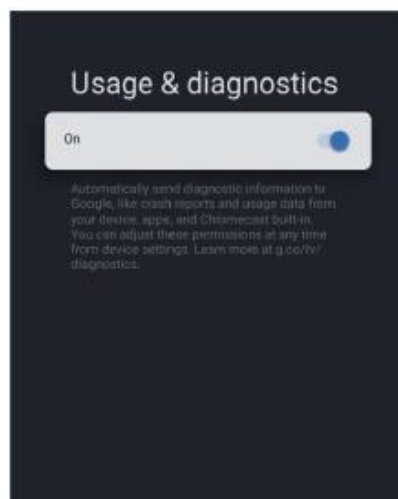 Usage & diagnostics
On
Automatically send diagnostic information to
Google, like crash reports and usage data from
your device, apps, and Chromecast built-in.
You can adjust these permissions at any time
from device settings. Learn more at g.co/tv/
diagnostics.